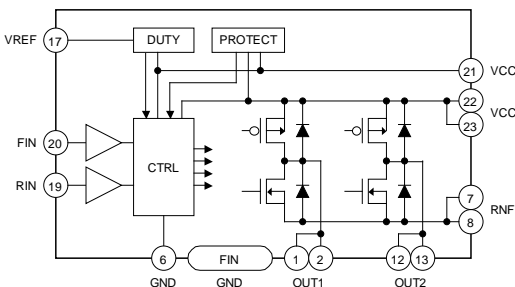 VREF 17 DUTY PROTECT
21 VCC
22 VCC
23
FIN 20
RIN 19
CTRL
7 RNF
8
6 FIN 1 2 12 13
GND GND OUT1 OUT2